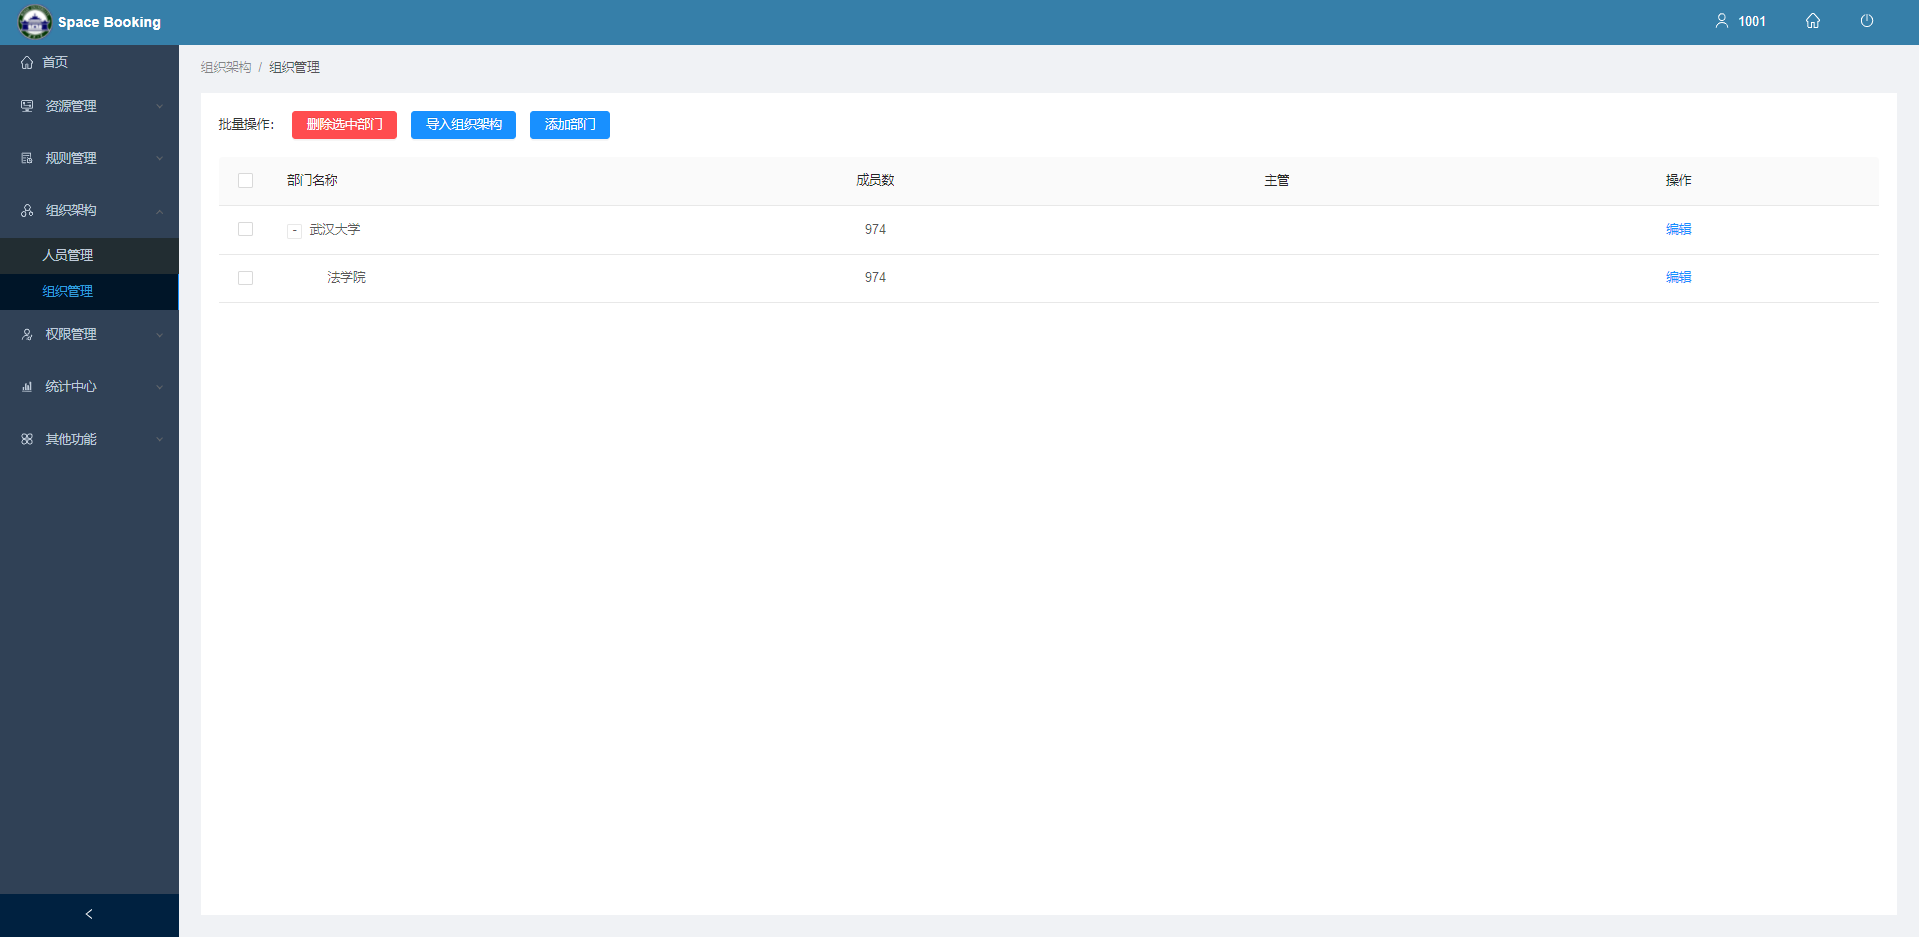 Space Booking
1001
首页
资源管理
规则管理
组织架构
人员管理
组织管理
权限管理
统计中心
其他功能
组织架构 / 组织管理
批量操作: 删除选中部门 导入组织架构 添加部门
部门名称 成员数 主管 操作
- 武汉大学 974 编辑
法学院 974 编辑